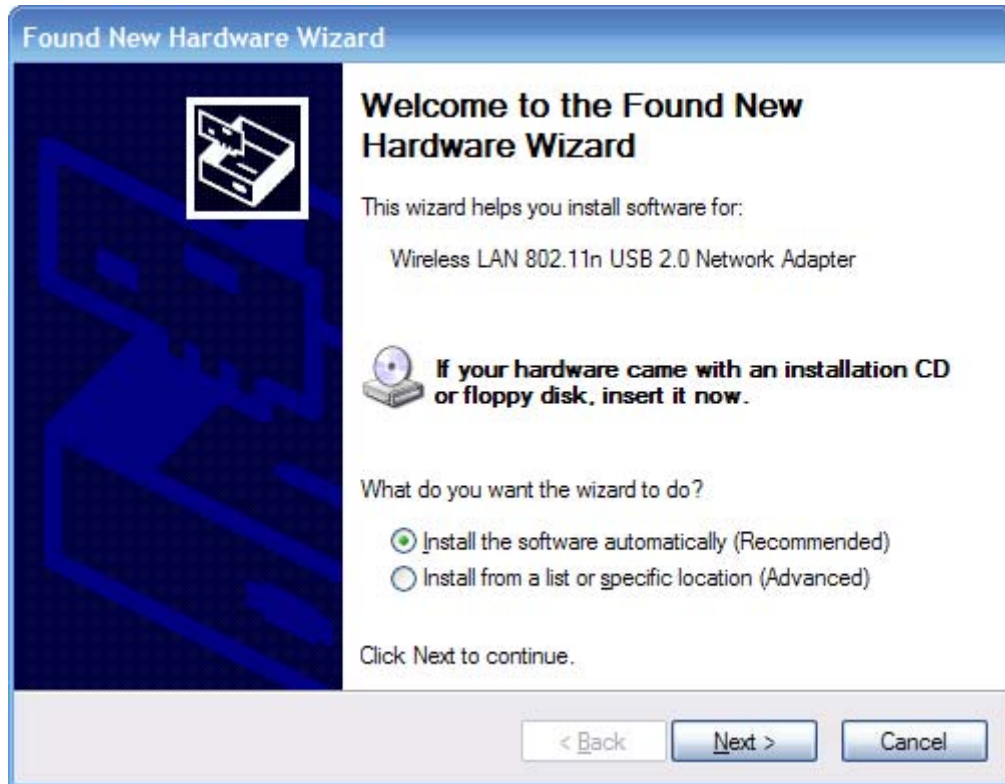 Found New Hardware Wizard
Welcome to the Found New
Hardware Wizard
This wizard helps you install software for:
Wireless LAN 802.11n USB 2.0 Network Adapter
If your hardware came with an installation CD
or floppy disk, insert it now.
What do you want the wizard to do?
Install the software automatically (Recommended)
Install from a list or specific location (Advanced)
Click Next to continue.
< Back Next > Cancel